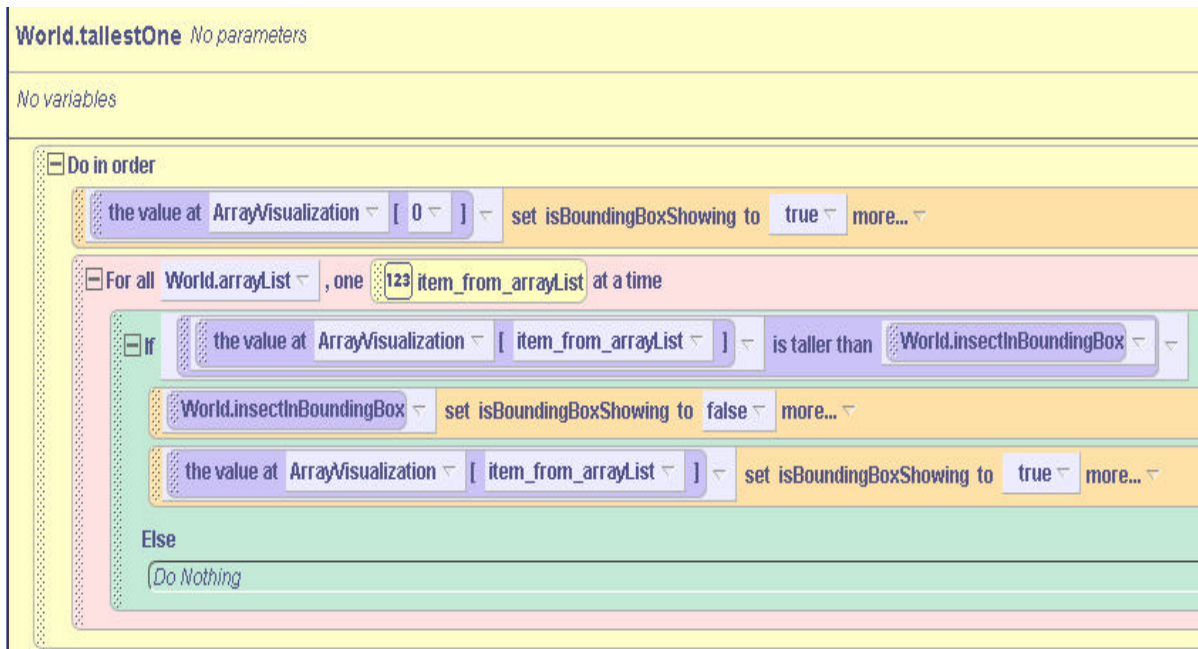 World.tallestOne No parameters
No variables
Do in order
the value at ArrayVisualization [ 0 ] set isBoundingBoxShowing to true more...
For all World.arrayList , one 123 item_from_arrayList at a time
If the value at ArrayVisualization [ item_from_arrayList ] is taller than World.insectInBoundingBox
World.insectInBoundingBox set isBoundingBoxShowing to false more...
the value at ArrayVisualization [ item_from_arrayList ] set isBoundingBoxShowing to true more...
Else
Do Nothing